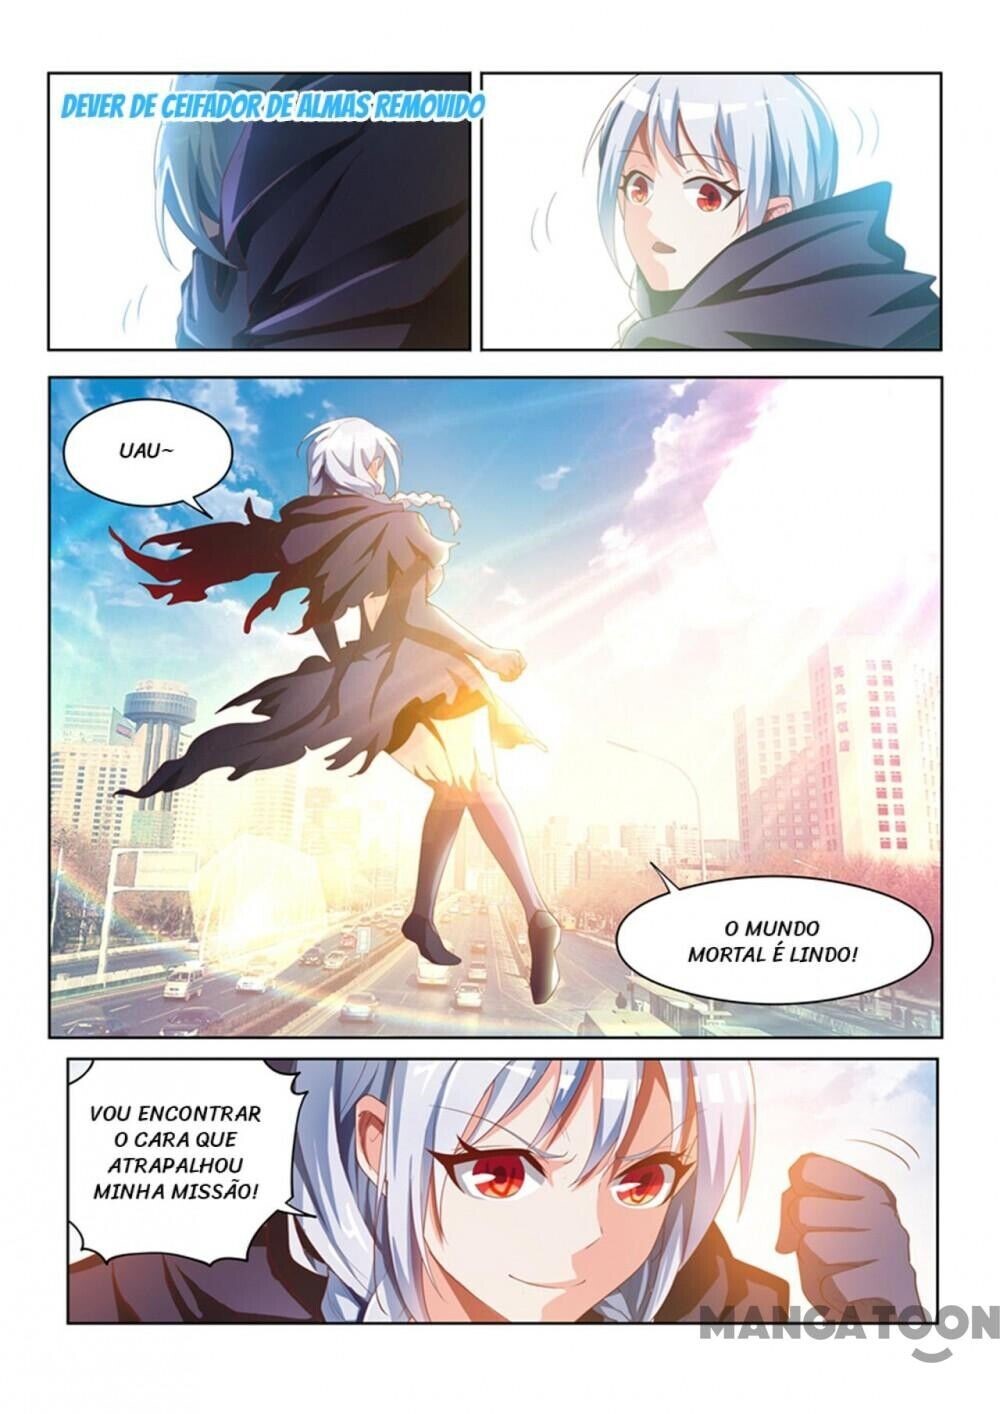 DEVER DE CEIFADOR DE ALMAS REMOVIDO
UAU~
O MUNDO
MORTAL É LINDO!
VOU ENCONTRAR
O CARA QUE
ATRAPALHOU
MINHA MISSÃO!
MANGATOON